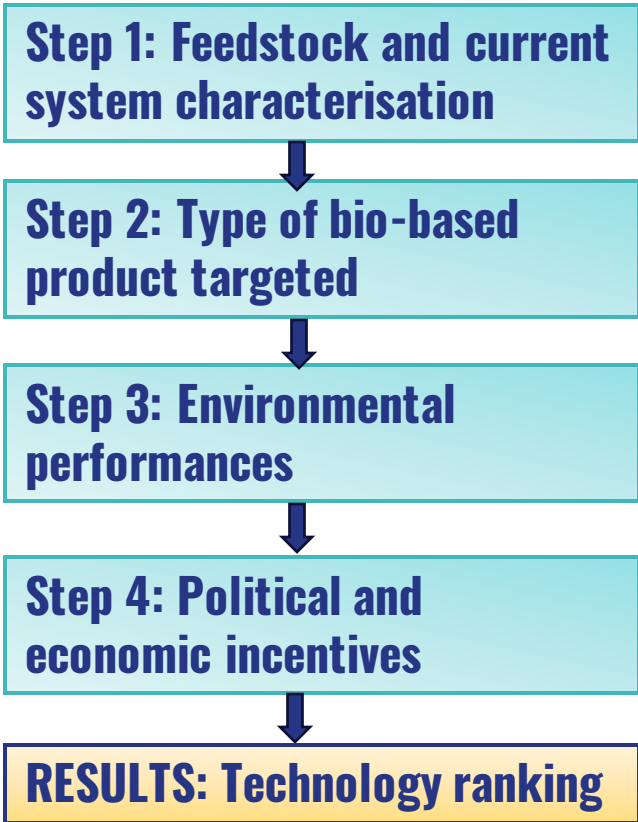 Step 1: Feedstock and current
system characterisation
Step 2: Type of bio-based
product targeted
Step 3: Environmental
performances
Step 4: Political and
economic incentives
RESULTS: Technology ranking